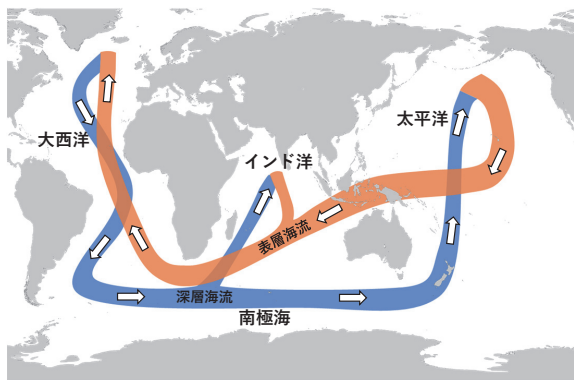 大西洋
太平洋
インド洋
表層海流
深層海流
南極海